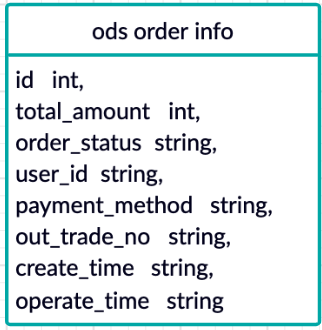 ods order info
id int,
total_amount int,
order_status string,
user_id string,
payment_method string,
out_trade_no string,
create_time string,
operate_time string